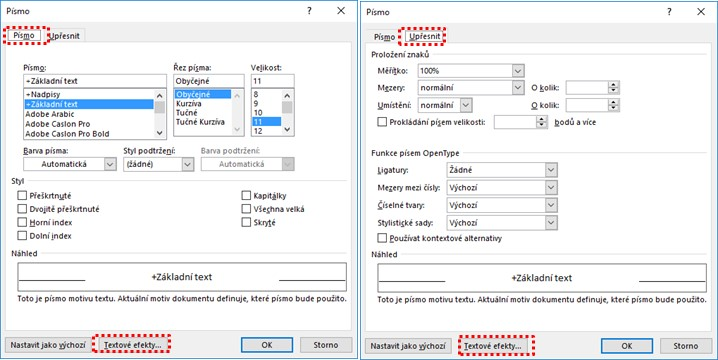 Písmo ? ×
Písmo Upřesnit
Písmo: Řez písma: Velikost:
+Základní text Obyčejné 11
+Nadpisy Obyčejné 8
+Základní text Kurzíva 9
Adobe Arabic Tučné 10
Adobe Caslon Pro Tučné Kurzíva 11
Adobe Caslon Pro Bold 12
Barva písma: Styl podtržení: Barva podtržení:
Automatická (žádné) Automatická
Styl
Přeškrtnuté Kapitálky
Dvojitě přeškrtnuté Všechna velká
Horní index Skryté
Dolní index
Náhled
+Základní text
Toto je písmo motivu textu. Aktuální motiv dokumentu definuje, které písmo bude použito.
Nastavit jako výchozí Textové efekty... OK Storno
Písmo ? ×
Písmo Upřesnit
Proložení znaků
Měřítko: 100%
Mezery: normální O kolik:
Umístění: normální O kolik:
Prokládání písem velikosti: bodů a více
Funkce písem OpenType
Ligatury: Žádné
Mezery mezi čísly: Výchozí
Číselné tvary: Výchozí
Stylistické sady: Výchozí
Používat kontextové alternativy
Náhled
+Základní text
Toto je písmo motivu textu. Aktuální motiv dokumentu definuje, které písmo bude použito.
Nastavit jako výchozí Textové efekty... OK Storno